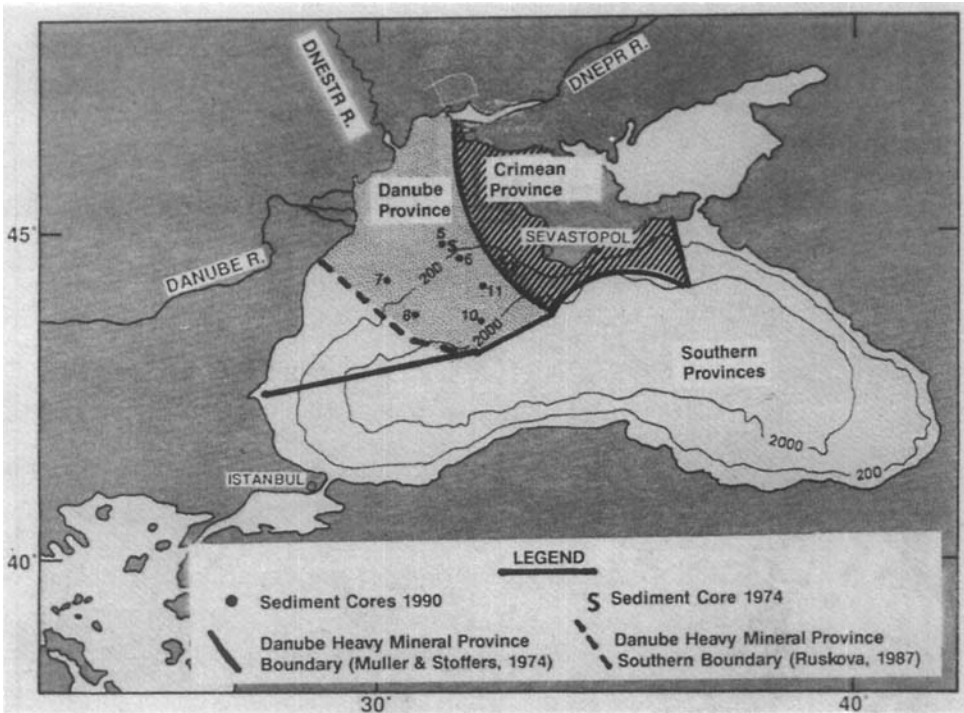 DNESTR R.
DNEPR R.
Danube
Province
Crimean
Province
SEVASTOPOL
DANUBE R.
45°
5
S
6
200
7
11
8
10
2000
Southern
Provinces
2000
200
ISTANBUL
40°
LEGEND
Sediment Cores 1990
S Sediment Core 1974
Danube Heavy Mineral Province
Boundary (Muller & Stoffers, 1974)
Danube Heavy Mineral Province
Southern Boundary (Ruskova, 1987)
30°
40°